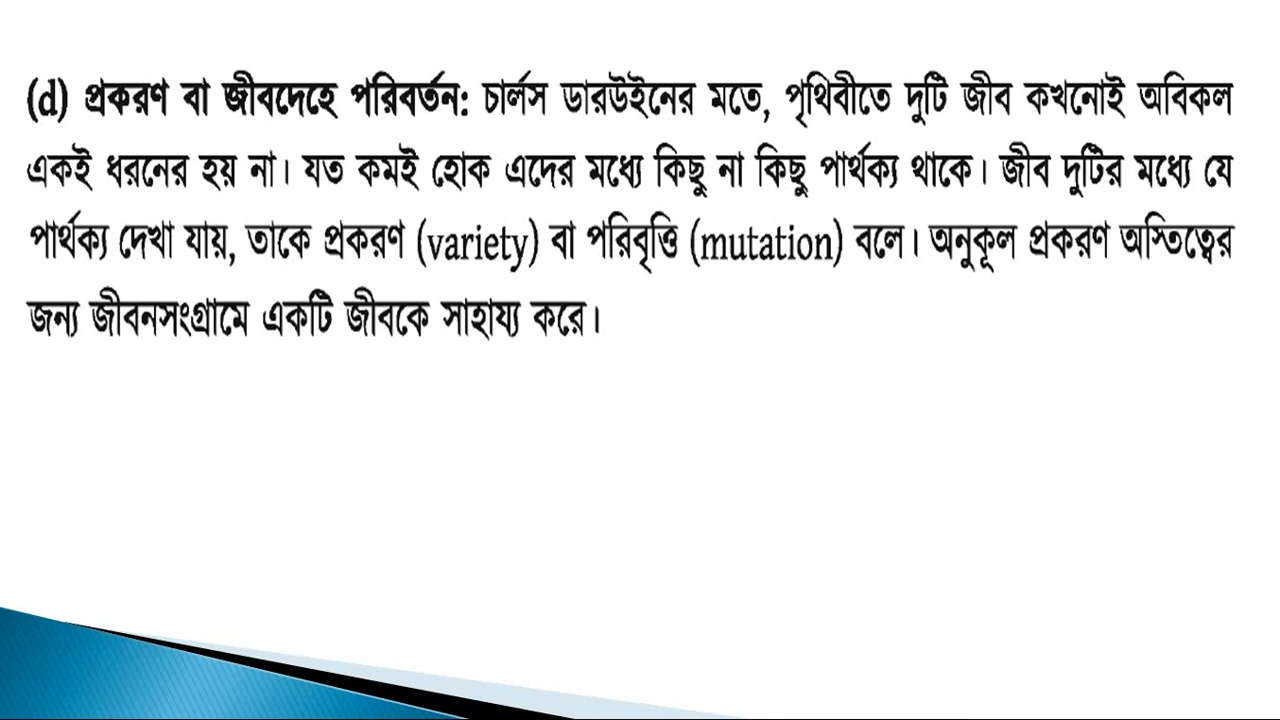 (d) প্রকরণ বা জীবদেহে পরিবর্তন: চার্লস ডারউইনের মতে, পৃথিবীতে দুটি জীব কখনোই অবিকল
একই ধরনের হয় না। যত কমই হোক এদের মধ্যে কিছু না কিছু পার্থক্য থাকে। জীব দুটির মধ্যে যে
পার্থক্য দেখা যায়, তাকে প্রকরণ (variety) বা পরিবৃত্তি (mutation) বলে। অনুকূল প্রকরণ অস্তিত্বের
জন্য জীবনসংগ্রামে একটি জীবকে সাহায্য করে।